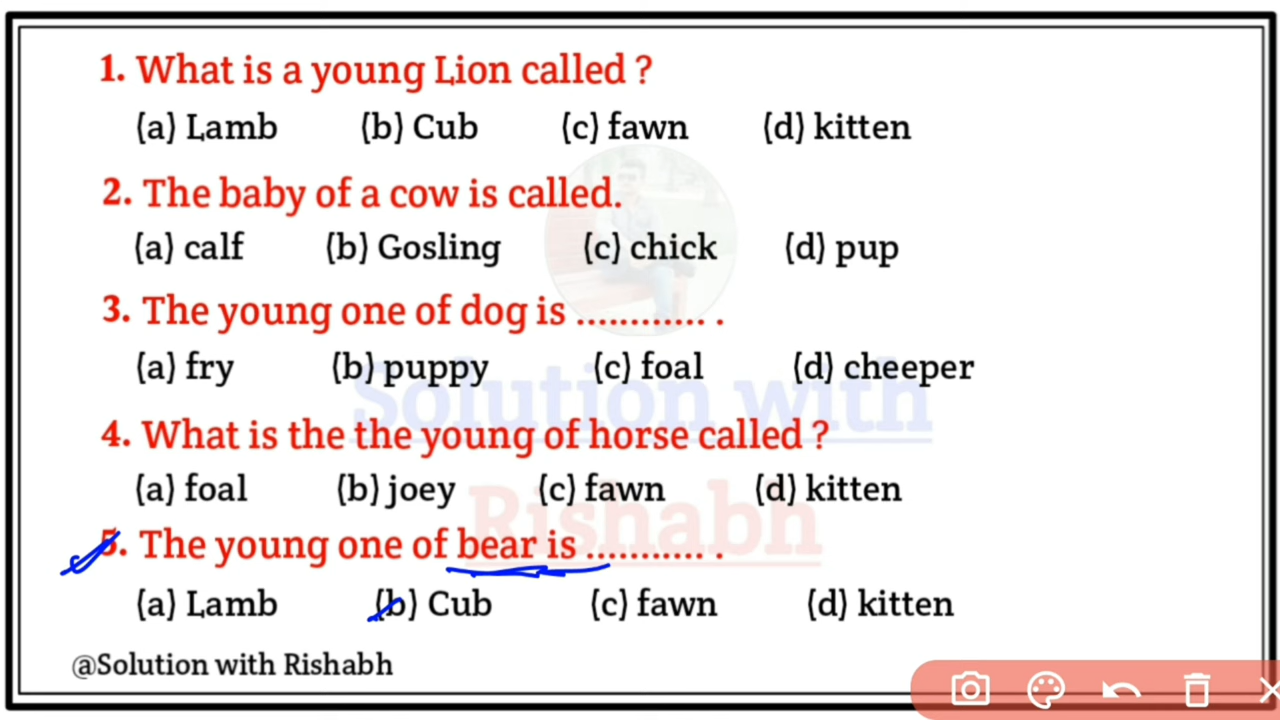 1. What is a young Lion called ?
(a) Lamb (b) Cub (c) fawn (d) kitten
2. The baby of a cow is called.
(a) calf (b) Gosling (c) chick (d) pup
3. The young one of dog is ............ .
(a) fry (b) puppy (c) foal (d) cheeper
Solution with
4. What is the the young of horse called ?
(a) foal (b) joey (c) fawn (d) kitten
Rishabh
5. The young one of bear is ........... .
(a) Lamb (b) Cub (c) fawn (d) kitten
@Solution with Rishabh